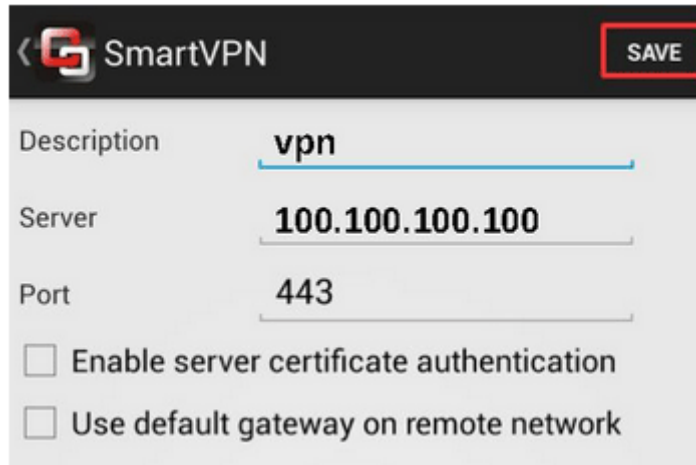 SmartVPN SAVE
Description vpn
Server 100.100.100.100
Port 443
Enable server certificate authentication
Use default gateway on remote network